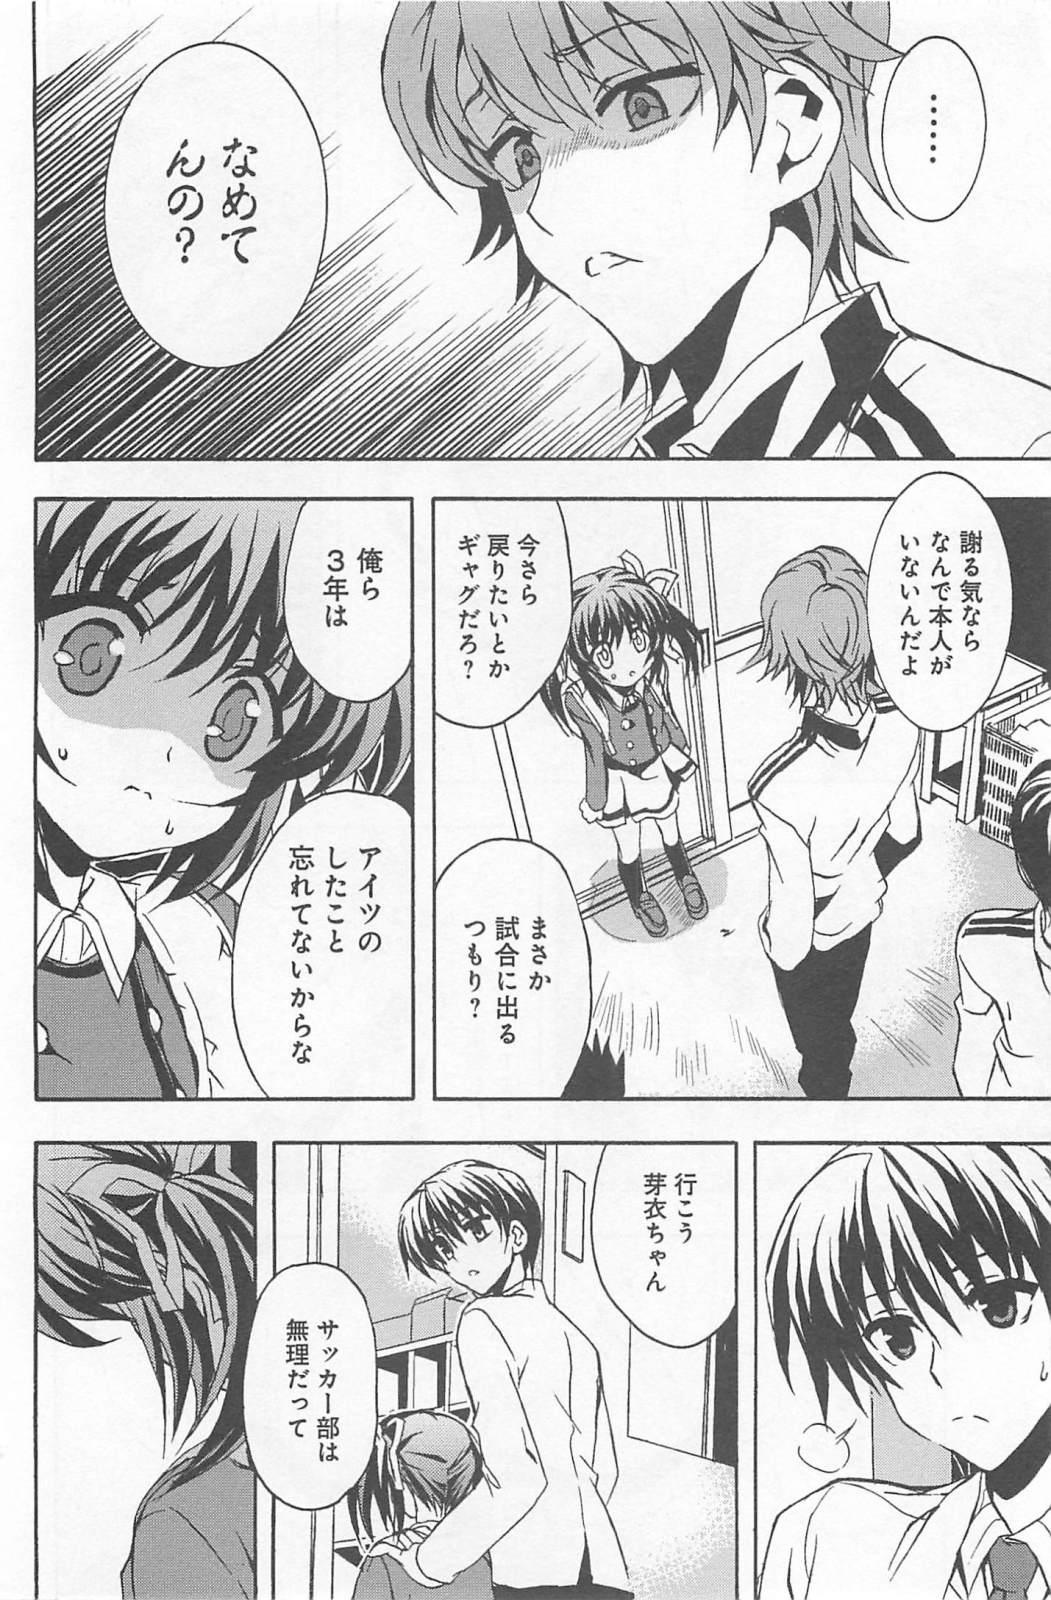 ……
なめて
んの?
謝る気なら
なんで本人が
いないんだよ
今さら
戻りたいとか
ギャグだろ?
まさか
試合に出る
つもり?
俺ら
3年は
アイツの
したこと
忘れてないからな
行こう
芽衣ちゃん
サッカー部は
無理だって